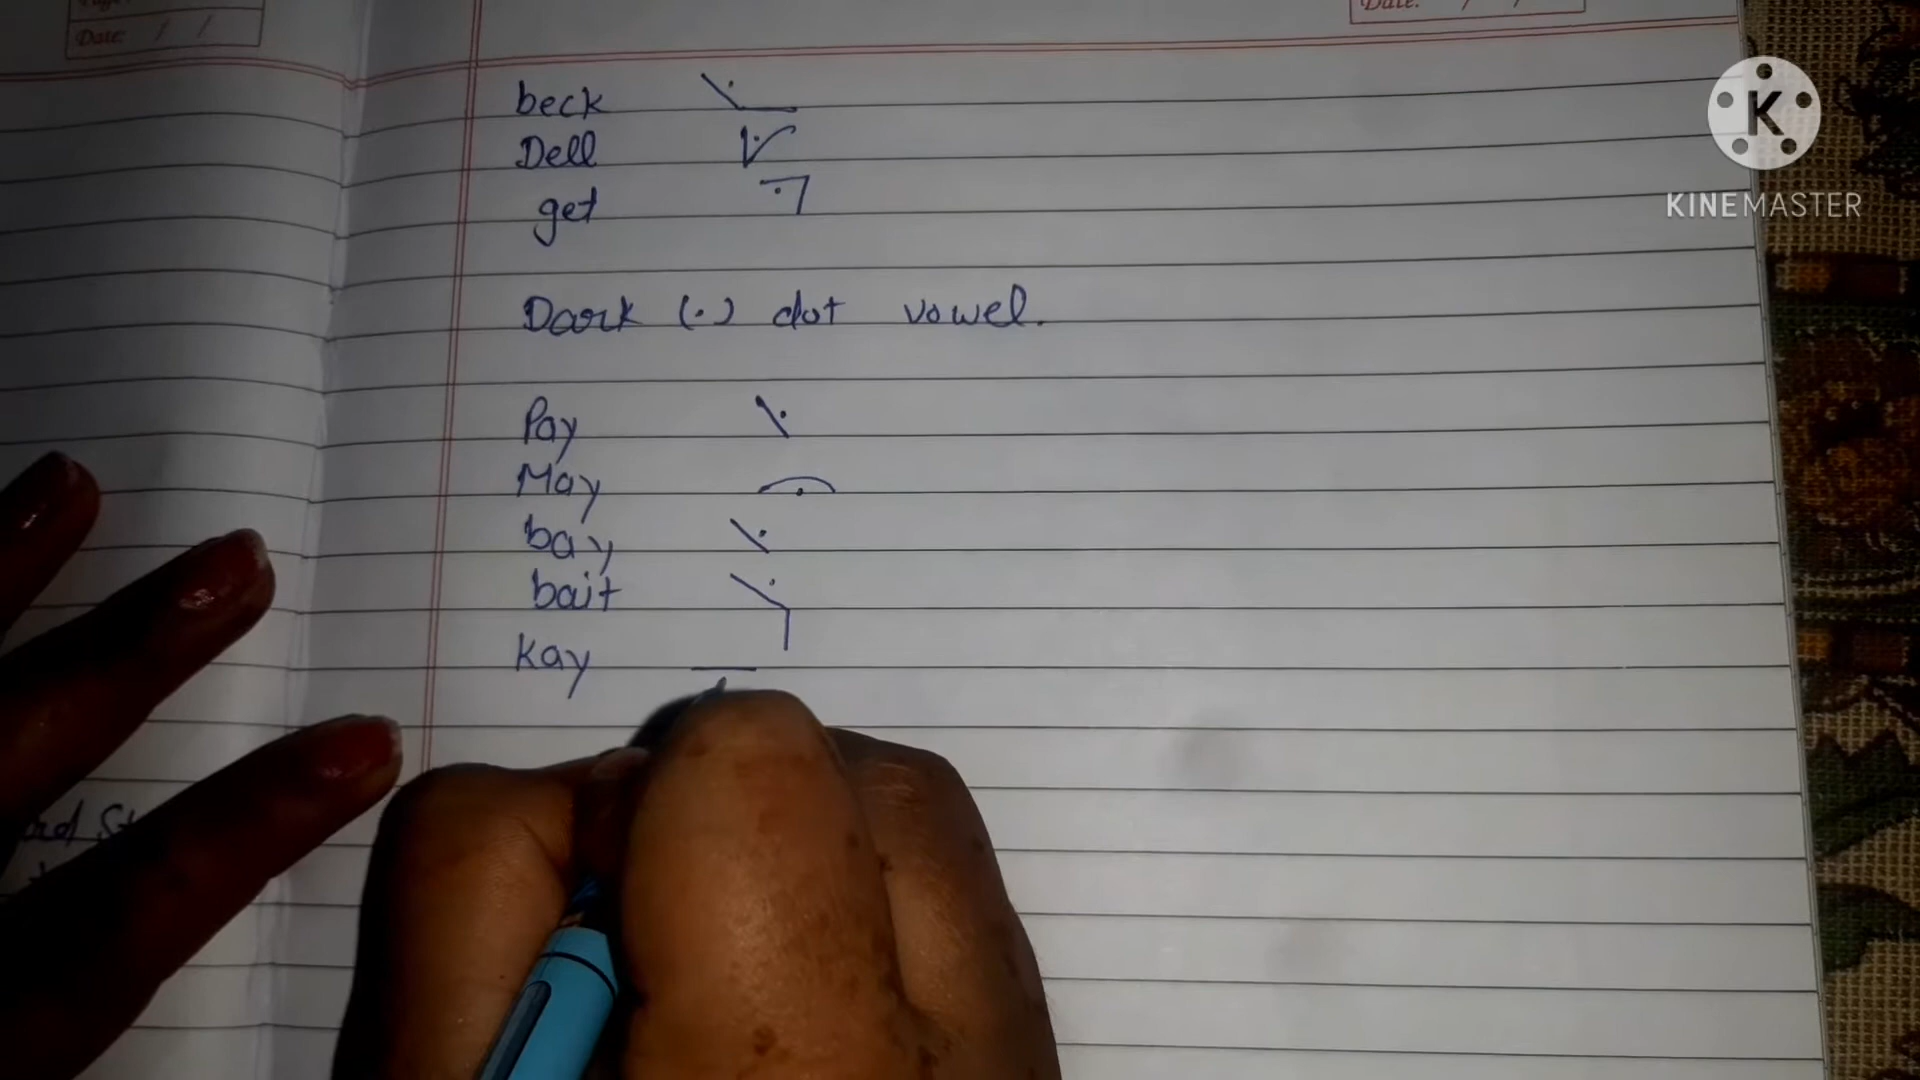 Date: / /
Date: / /
beck
Dell
get
Dark (.) dot vowel.
Pay
May
bay
bait
Kay
KINEMASTER